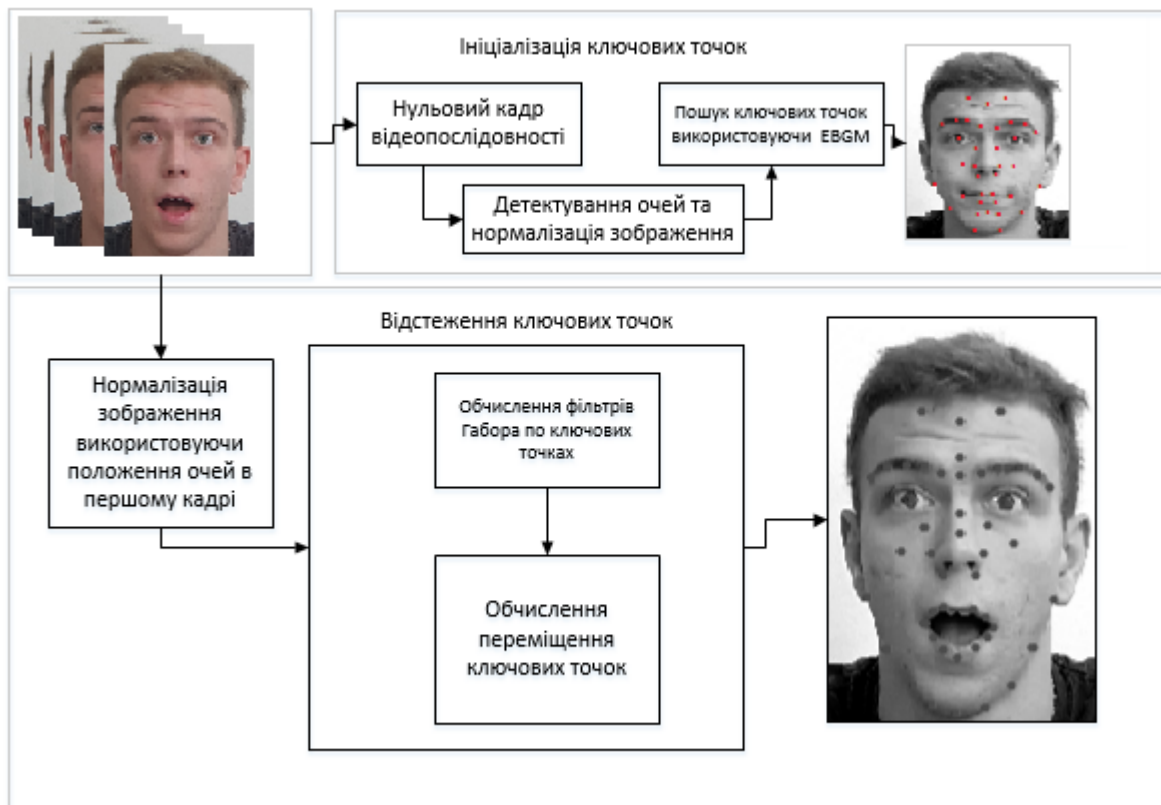 Ініціалізація ключових точок
Нульовий кадр
відеопослідовності
Детектування очей та
нормалізація зображення
Пошук ключових точок
використовуючи EBGM
Відстеження ключових точок
Нормалізація
зображення
використовуючи
положення очей в
першому кадрі
Обчислення фільтрів
Габора по ключових
точках
Обчислення
переміщення
ключових точок